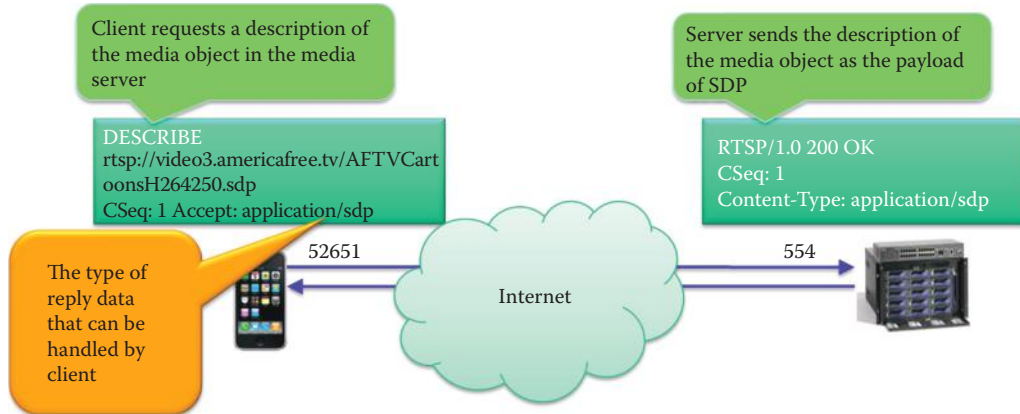 Client requests a description of
the media object in the media
server
Server sends the description of
the media object as the payload
of SDP
DESCRIBE
rtsp://video3.americafree.tv/AFTVCart
oonsH264250.sdp
CSeq: 1 Accept: application/sdp
RTSP/1.0 200 OK
CSeq: 1
Content-Type: application/sdp
The type of
reply data
that can be
handled by
client
52651
554
Internet